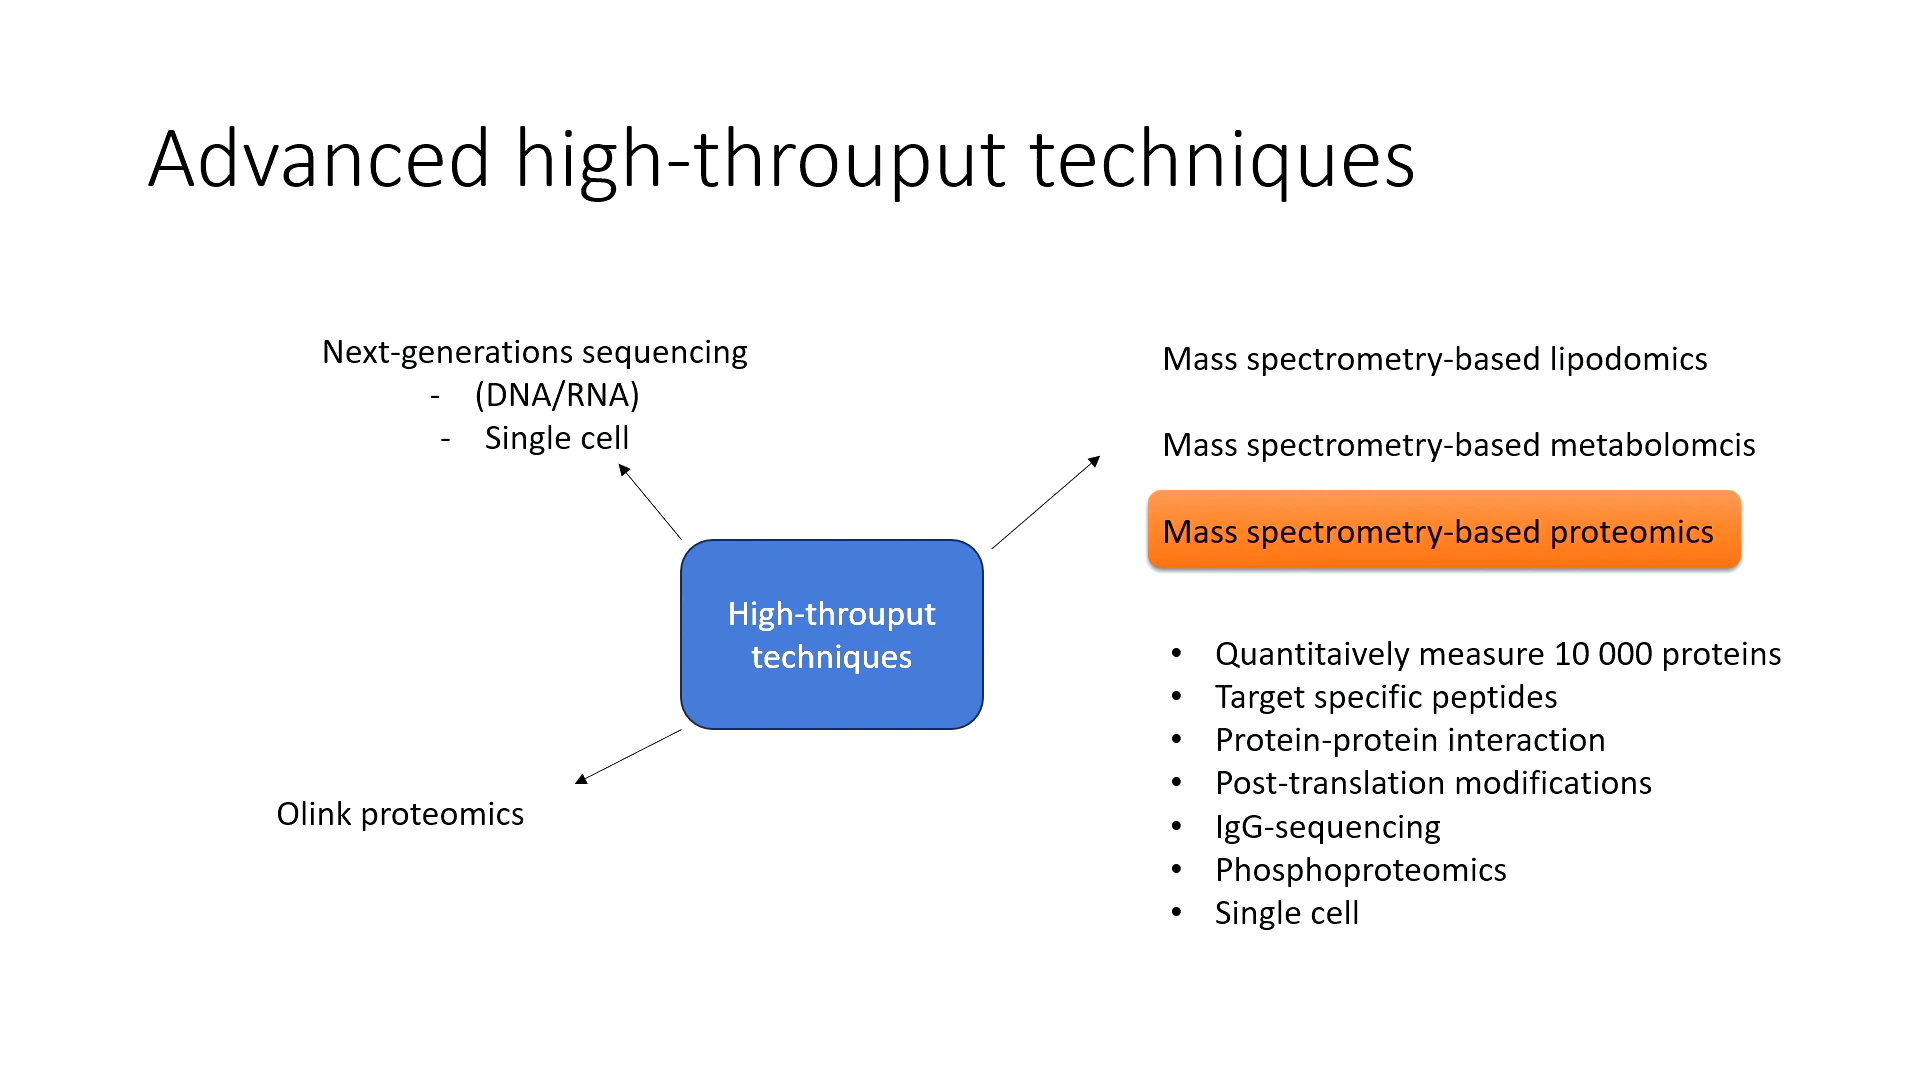 Advanced high-throuput techniques
Next-generations sequencing
- (DNA/RNA)
- Single cell
Mass spectrometry-based lipodomics
Mass spectrometry-based metabolomcis
Mass spectrometry-based proteomics
High-throuput
techniques
• Quantitaively measure 10 000 proteins
• Target specific peptides
• Protein-protein interaction
• Post-translation modifications
• IgG-sequencing
• Phosphoproteomics
• Single cell
Olink proteomics